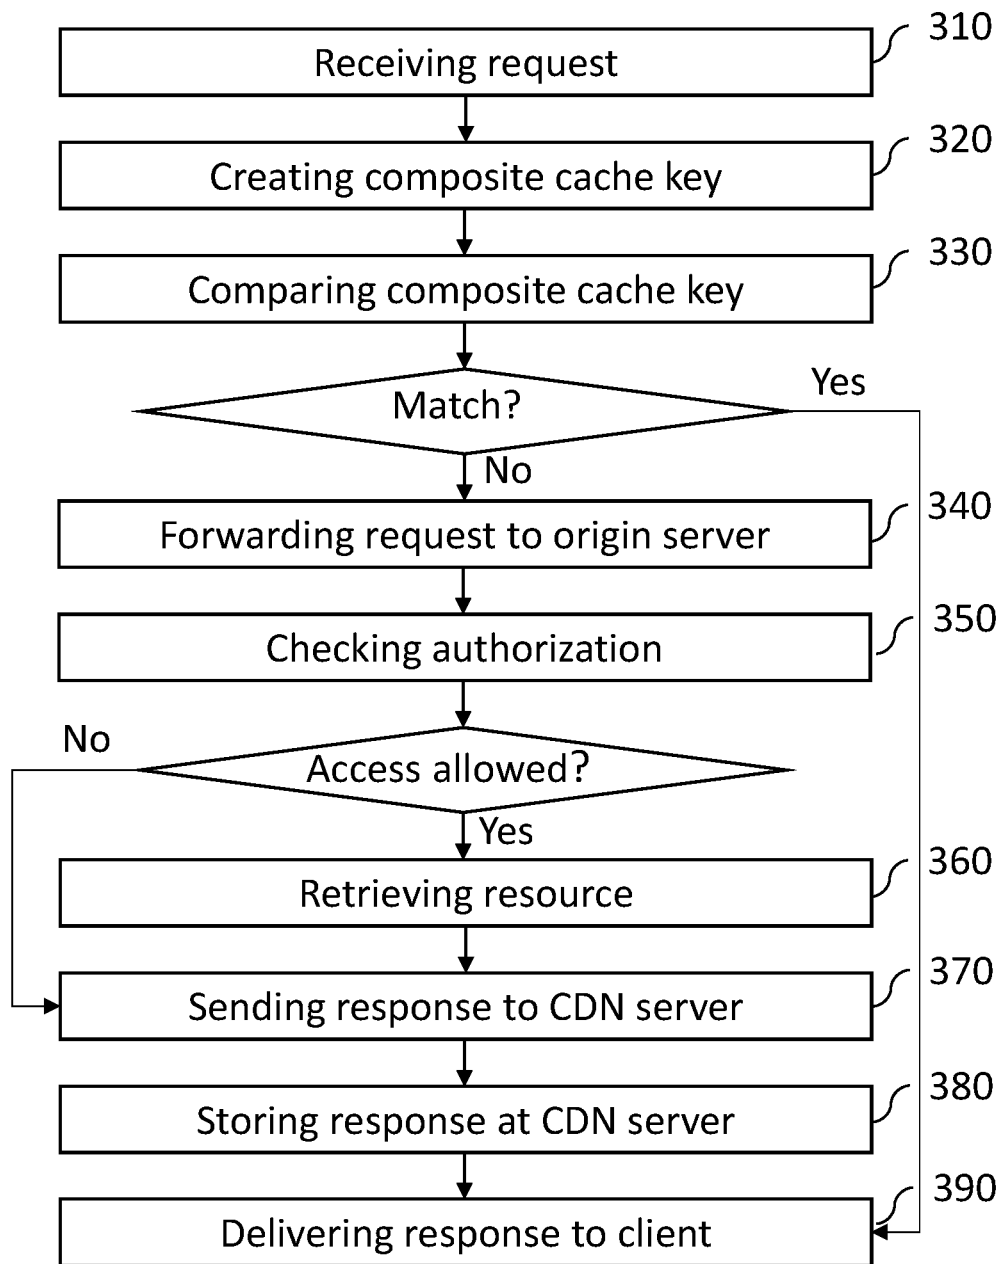 310
Receiving request
320
Creating composite cache key
330
Comparing composite cache key
Match?
Yes
No
340
Forwarding request to origin server
350
Checking authorization
No
Access allowed?
Yes
360
Retrieving resource
370
Sending response to CDN server
380
Storing response at CDN server
390
Delivering response to client